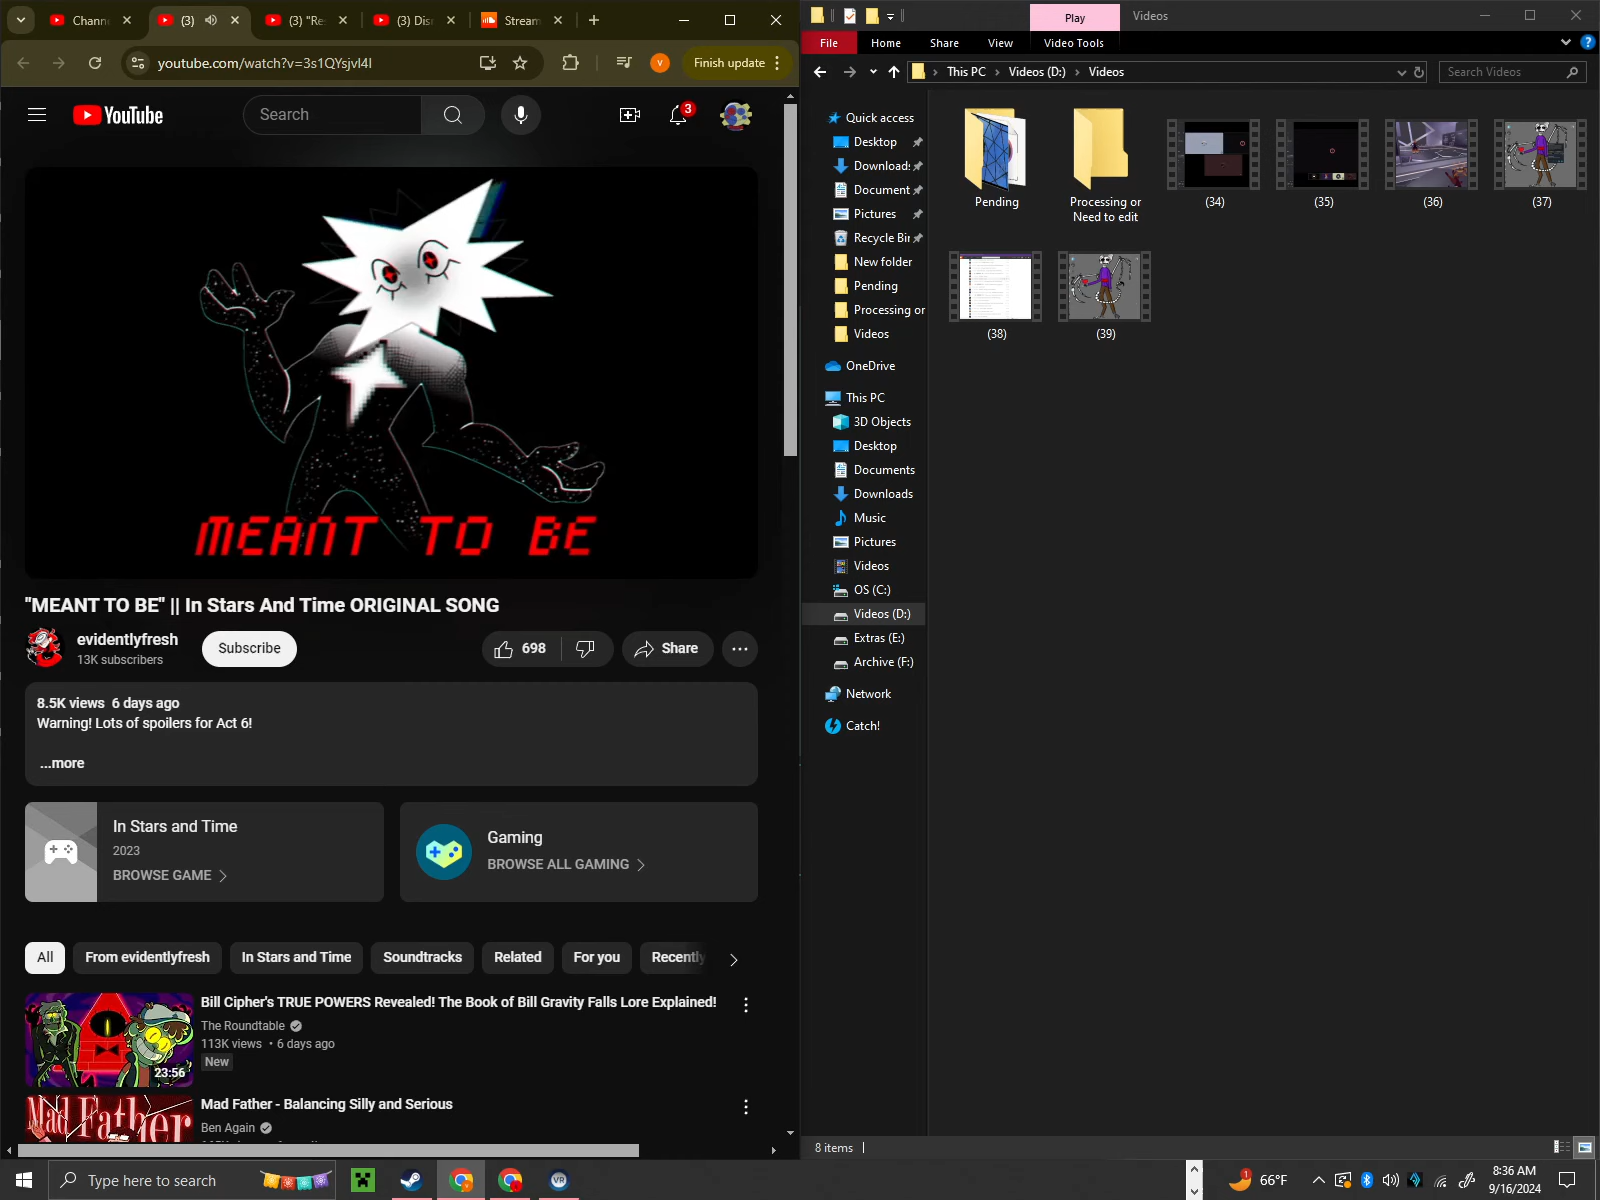 Channe
(3)
(3) "Re
(3) Dis
Stream
youtube.com/watch?v=3s1QYsjvl4I
Finish update
YouTube
Search
3
MEANT TO BE
"MEANT TO BE" || In Stars And Time ORIGINAL SONG
evidentlyfresh
13K subscribers
Subscribe
698
Share
8.5K views 6 days ago
Warning! Lots of spoilers for Act 6!
...more
In Stars and Time
2023
BROWSE GAME
Gaming
BROWSE ALL GAMING
All
From evidentlyfresh
In Stars and Time
Soundtracks
Related
For you
Recently
Bill Cipher's TRUE POWERS Revealed! The Book of Bill Gravity Falls Lore Explained!
The Roundtable
113K views • 6 days ago
New
23:56
Mad Father
Mad Father - Balancing Silly and Serious
Ben Again
Play
Videos
File
Home
Share
View
Video Tools
This PC
Videos (D:)
Videos
Search Videos
Quick access
Desktop
Downloads
Document
Pictures
Recycle Bin
New folder
Pending
Processing or
Videos
OneDrive
This PC
3D Objects
Desktop
Documents
Downloads
Music
Pictures
Videos
OS (C:)
Videos (D:)
Extras (E:)
Archive (F:)
Network
Catch!
Pending
Processing or
Need to edit
(34)
(35)
(36)
(37)
(38)
(39)
8 items
Type here to search
VR
1
66°F
8:36 AM
9/16/2024